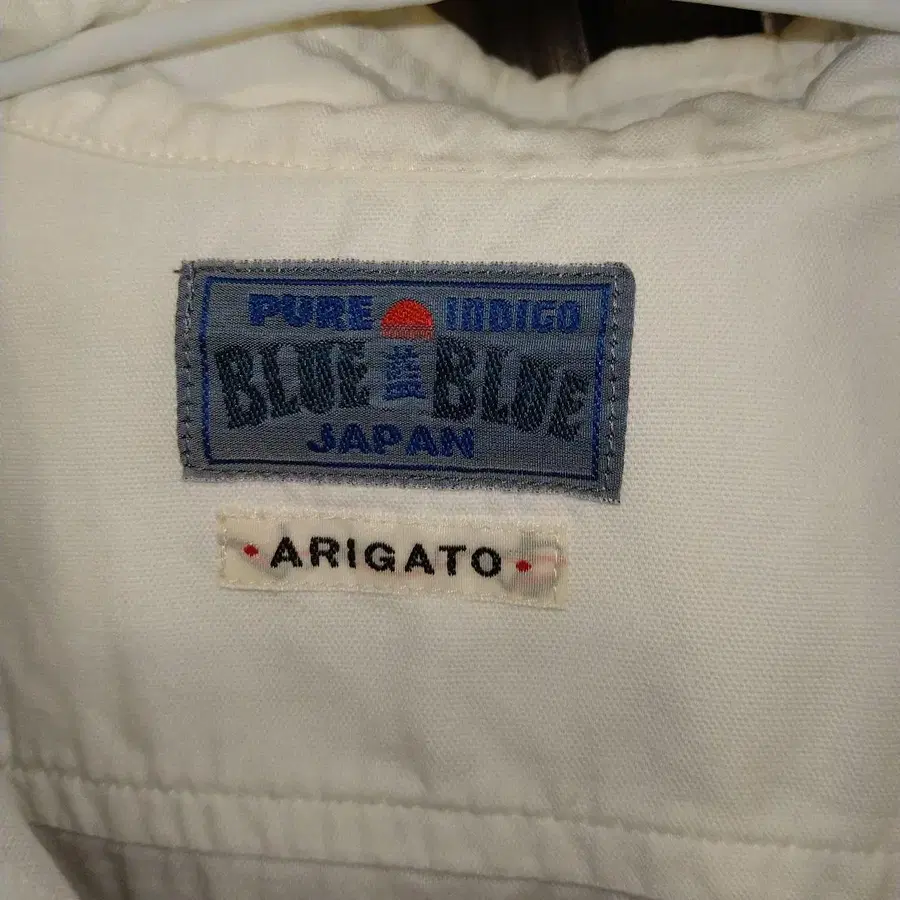 PURE INDIGO
BLUE 藍 BLUE
JAPAN
• ARIGATO •